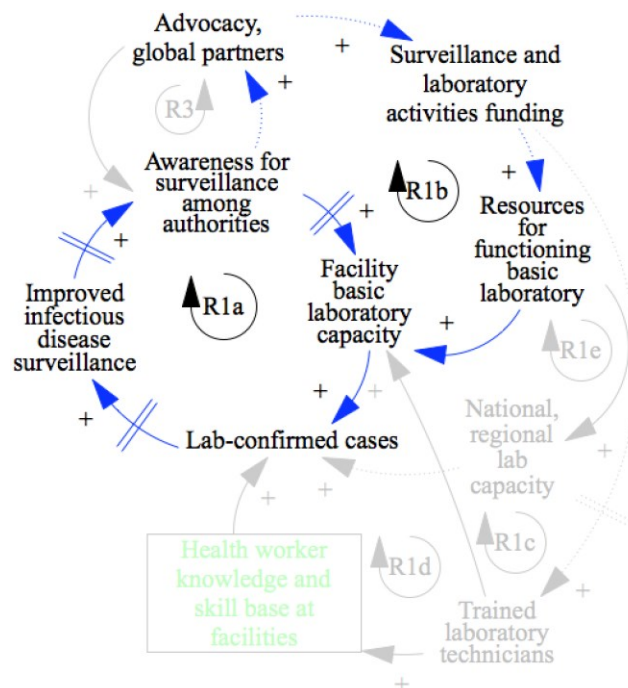 Advocacy,
global partners
+
+
Surveillance and
laboratory
activities funding
R3
+
Awareness for
surveillance
among
authorities
+
+
R1b
+
Resources
for
functioning
basic
laboratory
Improved
infectious
disease
surveillance
R1a
Facility
basic
laboratory
capacity
+
R1e
+
+
+
Lab-confirmed cases
National,
regional
lab
capacity
+
+
+
Health worker
knowledge and
skill base at
facilities
R1d
R1c
+
Trained
laboratory
technicians
+